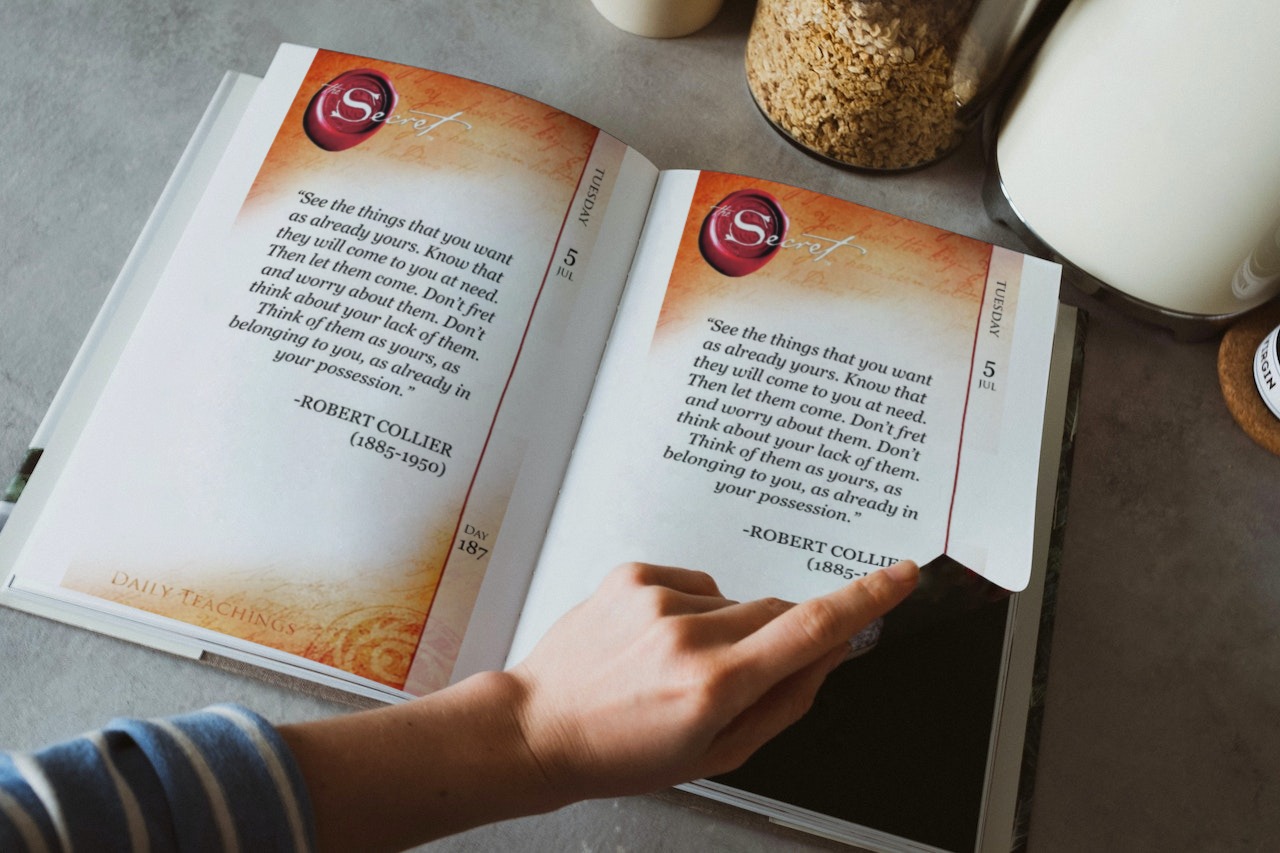 The Secret
"See the things that you want
as already yours. Know that
they will come to you at need.
Then let them come. Don't fret
and worry about them. Don't
think about your lack of them.
Think of them as yours, as
belonging to you, as already in
your possession."
-ROBERT COLLIER
(1885-1950)
TUESDAY
5
JUL
DAY
187
DAILY TEACHINGS
The Secret
"See the things that you want
as already yours. Know that
they will come to you at need.
Then let them come. Don't fret
and worry about them. Don't
think about your lack of them.
Think of them as yours, as
belonging to you, as already in
your possession."
-ROBERT COLLIE
(1885-1
TUESDAY
5
JUL